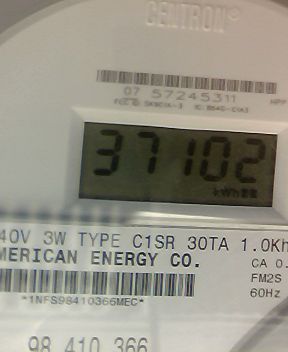 CENTRON®
07 57245311
37102
kWh
40V 3W TYPE C1SR 30TA 1.0Kh
MERICAN ENERGY CO.
CA 0.
FM2S
*1NFS98410366MEC*
60Hz
98 410 366